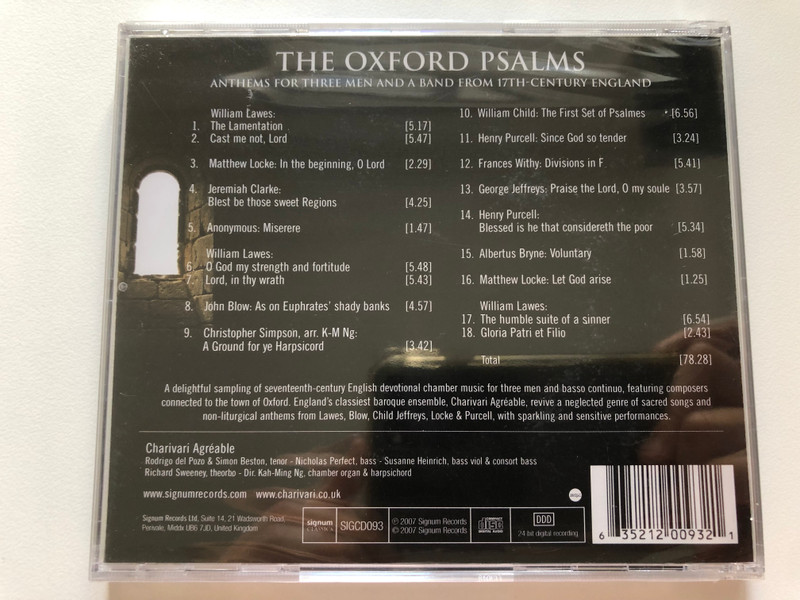 THE OXFORD PSALMS
ANTHEMS FOR THREE MEN AND A BAND FROM 17TH-CENTURY ENGLAND
William Lawes:
1. The Lamentation [5.17]
2. Cast me not, Lord [5.47]
3. Matthew Locke: In the beginning, O Lord [2.29]
4. Jeremiah Clarke:
Blest be those sweet Regions [4.25]
5. Anonymous: Miserere [1.47]
William Lawes:
6. O God my strength and fortitude [5.48]
7. Lord, in thy wrath [5.43]
8. John Blow: As on Euphrates' shady banks [4.57]
9. Christopher Simpson, arr. K-M Ng:
A Ground for ye Harpsicord [3.42]
10. William Child: The First Set of Psalmes [6.56]
11. Henry Purcell: Since God so tender [3.24]
12. Frances Withy: Divisions in F [5.41]
13. George Jeffreys: Praise the Lord, O my soule [3.57]
14. Henry Purcell:
Blessed is he that considereth the poor [5.34]
15. Albertus Bryne: Voluntary [1.58]
16. Matthew Locke: Let God arise [1.25]
William Lawes:
17. The humble suite of a sinner [6.54]
18. Gloria Patri et Filio [2.43]
Total [78.28]
A delightful sampling of seventeenth-century English devotional chamber music for three men and basso continuo, featuring composers
connected to the town of Oxford. England's classiest baroque ensemble, Charivari Agréable, revive a neglected genre of sacred songs and
non-liturgical anthems from Lawes, Blow, Child Jeffreys, Locke & Purcell, with sparkling and sensitive performances.
Charivari Agréable
Rodrigo del Pozo & Simon Beston, tenor - Nicholas Perfect, bass - Susanne Heinrich, bass viol & consort bass
Richard Sweeney, theorbo - Dir. Kah-Ming Ng, chamber organ & harpsichord
www.signumrecords.com www.charivari.co.uk
Signum Records Ltd, Suite 14, 21 Wadsworth Road,
Perivale, Middx UB6 7JD, United Kingdom
signum
CLASSICS
SIGCD093
℗ 2007 Signum Records
© 2007 Signum Records
COMPACT
disc
DIGITAL AUDIO
DDD
24 bit digital recording
6 35212 00932 1